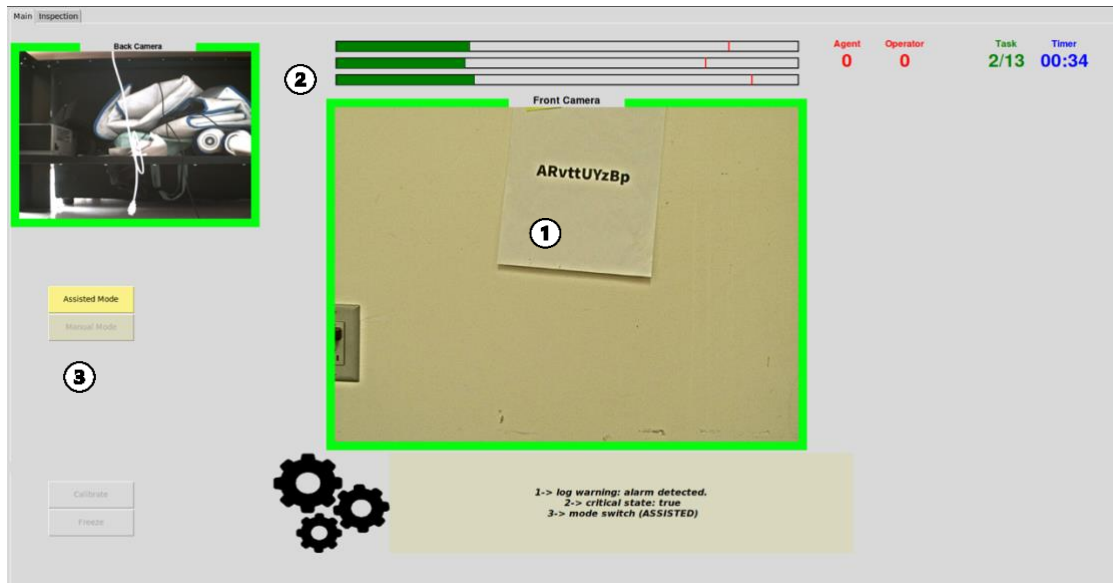 Main Inspection
Back Camera
Agent Operator Task Timer
0 0 2/13 00:34
2
Front Camera
ARvttUYzBp
1
Assisted Mode
Manual Mode
3
Calibrate
Freeze
1-> log warning: alarm detected.
2-> critical state: true
3-> mode switch (ASSISTED)